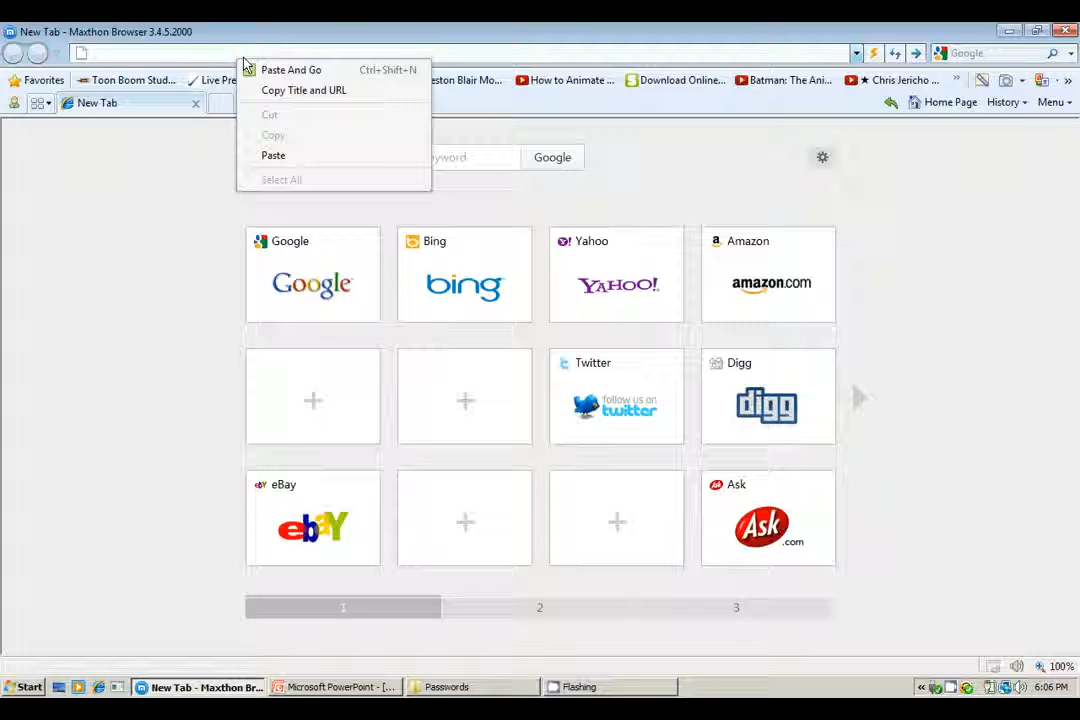 New Tab - Maxthon Browser 3.4.5.2000
Google
Favorites
Toon Boom Stud...
Live Pre
eston Blair Mo...
How to Animate ...
Download Online...
Batman: The Ani...
★ Chris Jericho ...
New Tab
Home Page
History
Menu
Paste And Go Ctrl+Shift+N
Copy Title and URL
Cut
Copy
Paste
Select All
yword
Google
Google
Bing
Yahoo
Amazon
Google
bing
YAHOO!
amazon.com
Twitter
Digg
follow us on
twitter
digg
eBay
Ask
ebaY
Ask
.com
1
2
3
100%
Start
New Tab - Maxthon Br...
Microsoft PowerPoint - [...
Passwords
Flashing
6:06 PM